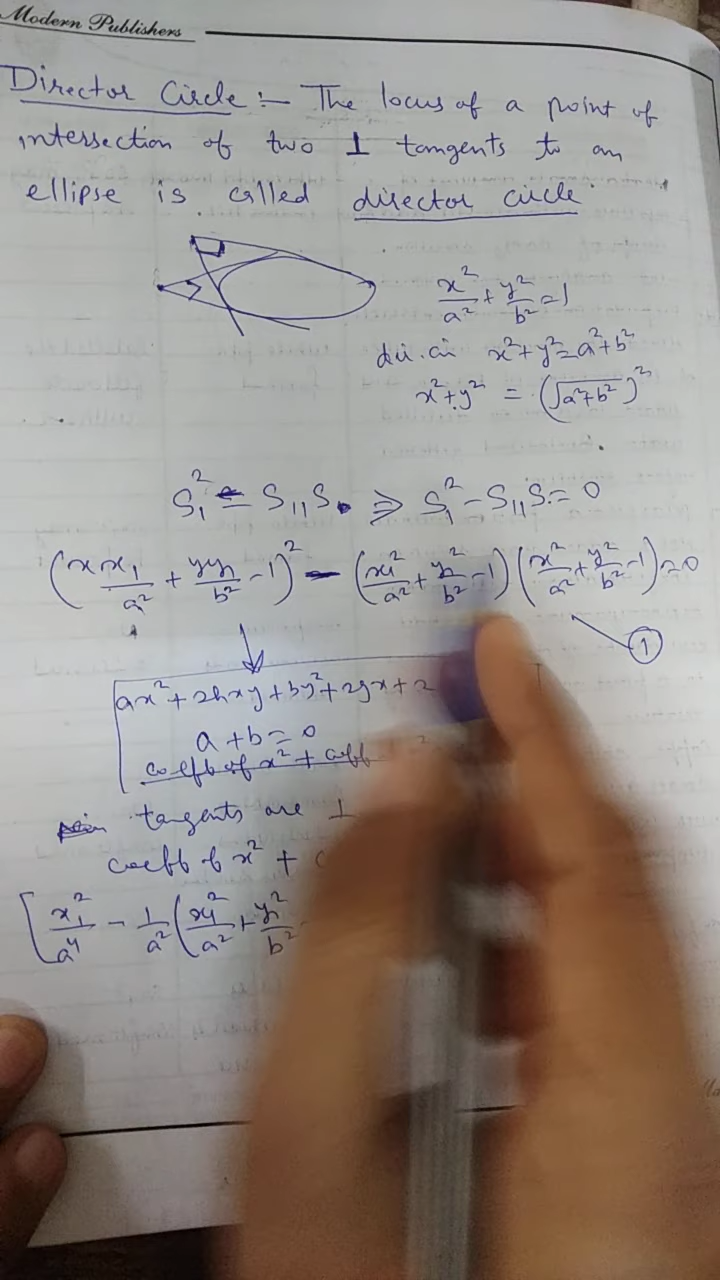 Modern Publishers
Director Circle :- The locus of a point of
intersection of two ⊥ tangents to an
ellipse is called director circle.
x²/a² + y²/b² = 1
x² + y² = a² + b²
x² + y² = (√a²+b²)²
S₁² = S₁₁S. ⇒ S₁² - S₁₁S = 0
(xx₁/a² + yy₁/b² - 1)² - (x₁²/a² + y₁²/b² - 1)(x²/a² + y²/b² - 1) = 0
①
ax² + 2hxy + by² + 2gx + 2
a + b = 0
coeff of x² + coff
tangents are ⊥
coeff of x² +
[x₁²/a⁴ - 1/a²(x₁²/a² + y₁²/b²